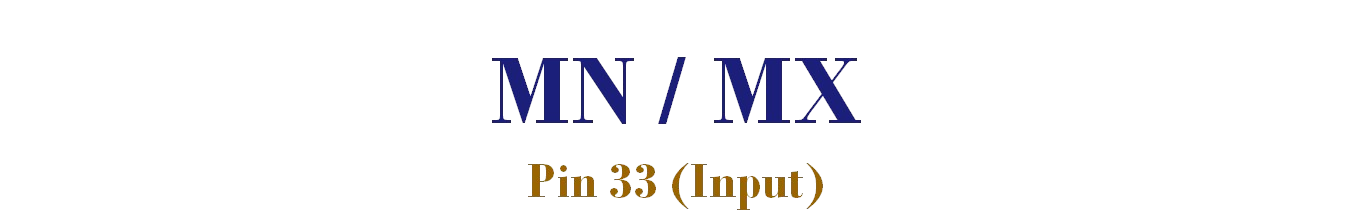 MN / MX
Pin 33 (Input)